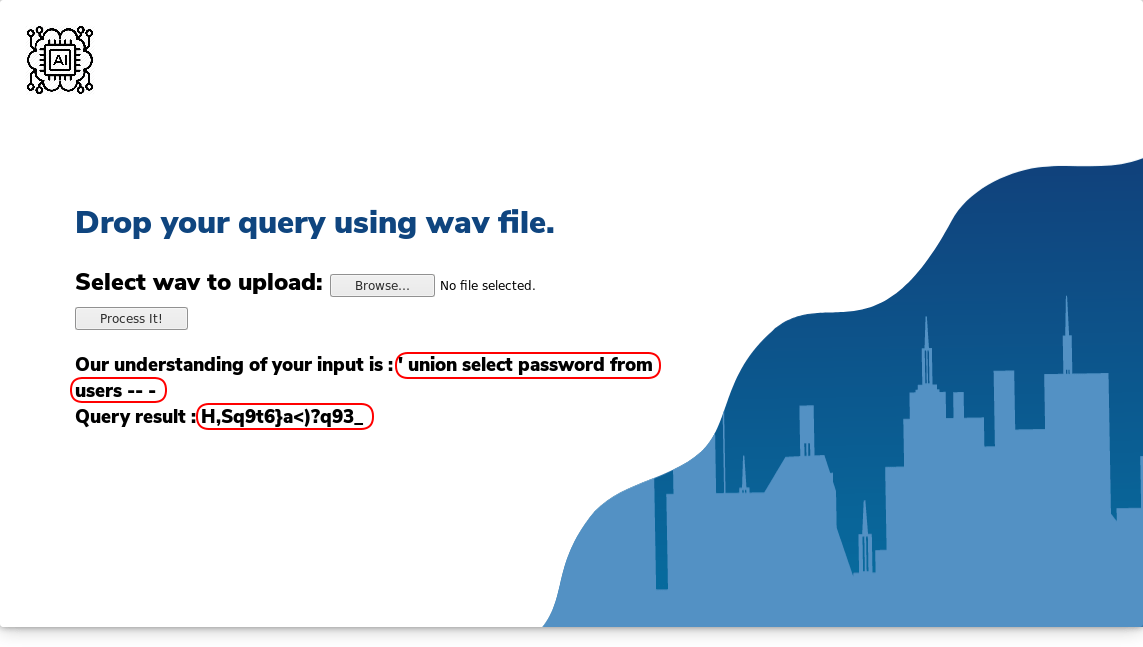 AI
Drop your query using wav file.
Select wav to upload: Browse... No file selected.
Process It!
Our understanding of your input is : ' union select password from
users -- -
Query result : H,Sq9t6}a<)?q93_